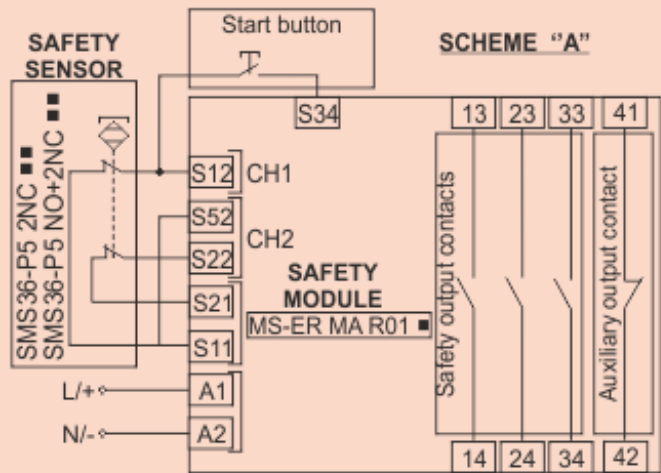 Start button
SAFETY
SENSOR
SCHEME "A"
SMS36-P5 2NC ■■
SMS36-P5 NO+2NC ■■
S34
13 23 33 41
S12 CH1
S52
CH2
S22
S21
S11
SAFETY
MODULE
MS-ER MA R01 ■
Safety output contacts
Auxiliary output contact
L/+ A1
N/- A2
14 24 34 42